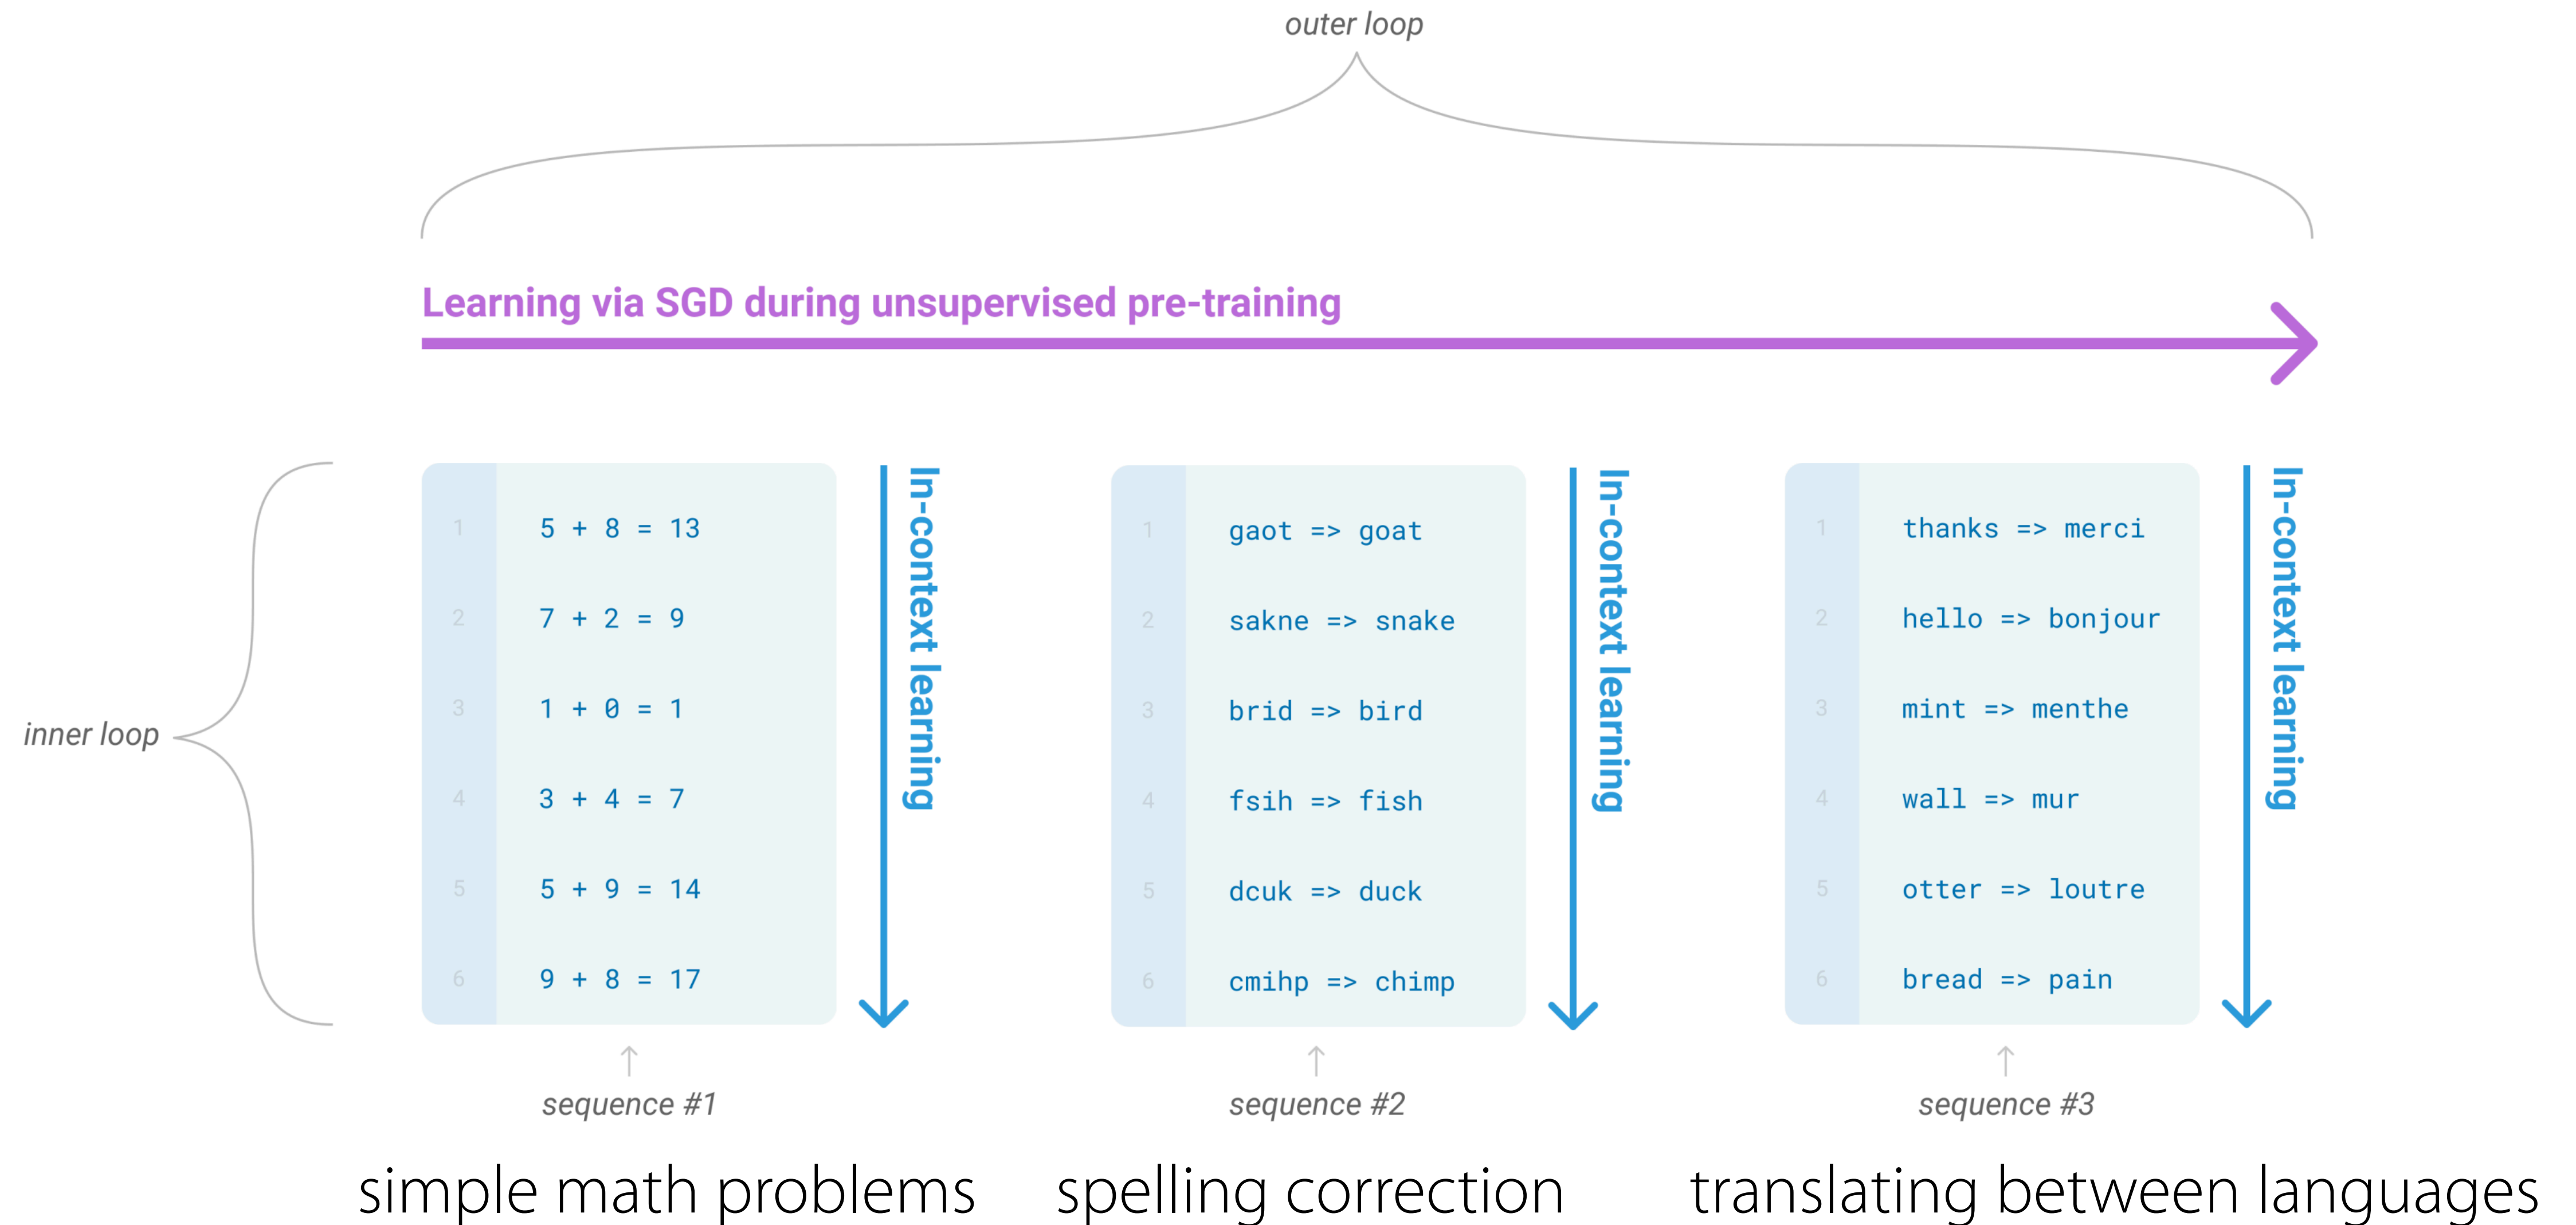 outer loop
Learning via SGD during unsupervised pre-training
inner loop
1 5 + 8 = 13
2 7 + 2 = 9
3 1 + 0 = 1
4 3 + 4 = 7
5 5 + 9 = 14
6 9 + 8 = 17
In-context learning
sequence #1
simple math problems
1 gaot => goat
2 sakne => snake
3 brid => bird
4 fsih => fish
5 dcuk => duck
6 cmihp => chimp
In-context learning
sequence #2
spelling correction
1 thanks => merci
2 hello => bonjour
3 mint => menthe
4 wall => mur
5 otter => loutre
6 bread => pain
In-context learning
sequence #3
translating between languages